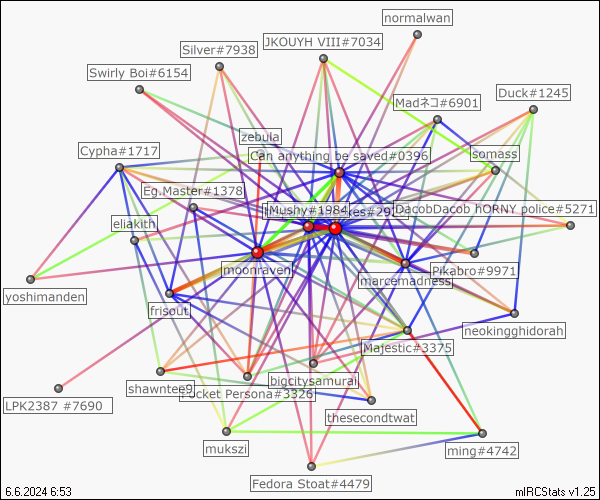 normalwan
Silver#7938
JKOUYH VIII#7034
Swirly Boi#6154
Duck#1245
Madネコ#6901
zebula
Cypha#1717
Can anything be saved#0396
somass
Eg.Master#1378
Mushy#1984
eliakith
DacobDacob hORNY police#5271
moonraven
marcemadness
Pikabro#9971
yoshimanden
frisout
neokingghidorah
Majestic#3375
shawntee9
bigcitysamurai
Pocket Persona#3326
LPK2387 #7690
thesecondtwat
mukszi
ming#4742
Fedora Stoat#4479
6.6.2024 6:53
mIRCStats v1.25